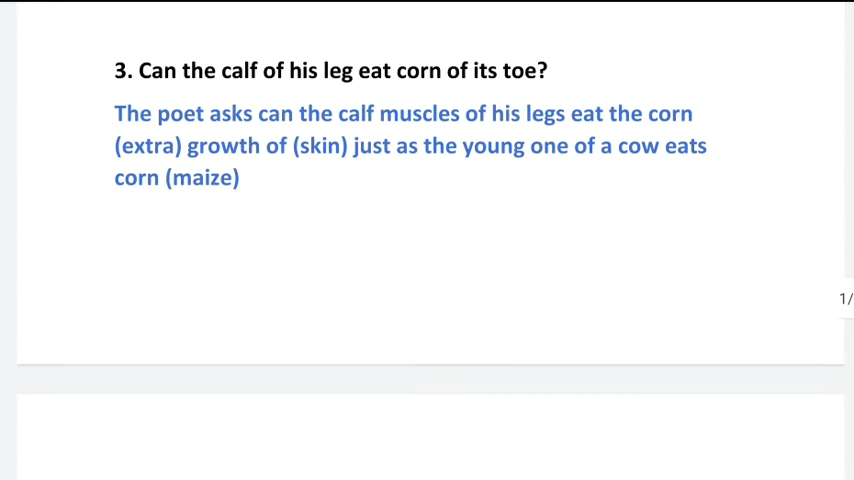 3. Can the calf of his leg eat corn of its toe?
The poet asks can the calf muscles of his legs eat the corn
(extra) growth of (skin) just as the young one of a cow eats
corn (maize)
1/